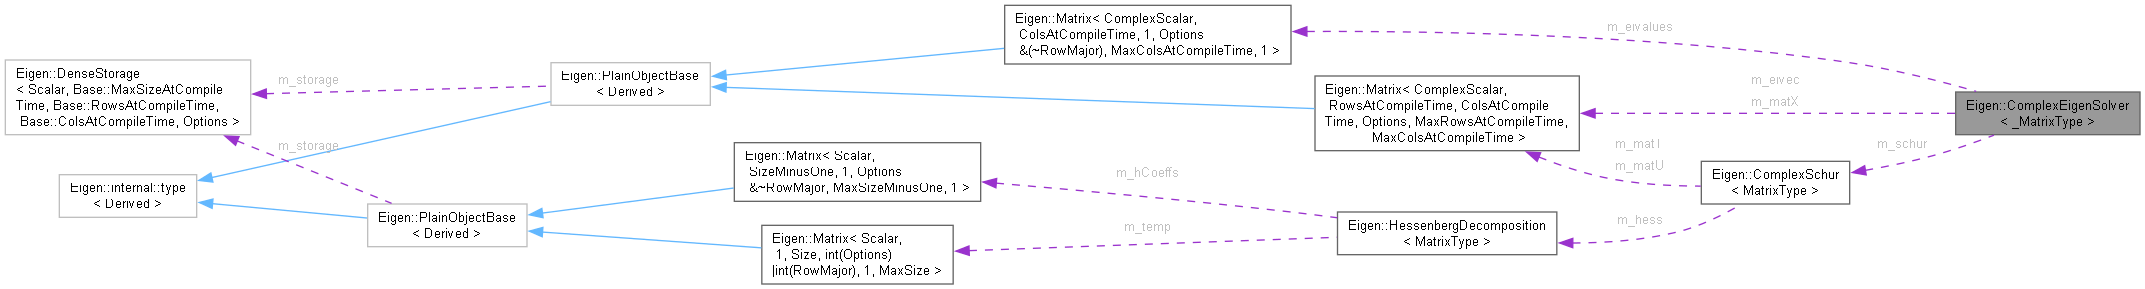 Eigen::DenseStorage
< Scalar, Base::MaxSizeAtCompile
Time, Base::RowsAtCompileTime,
Base::ColsAtCompileTime, Options >
Eigen::internal::type
< Derived >
m_storage
m_storage
Eigen::PlainObjectBase
< Derived >
Eigen::PlainObjectBase
< Derived >
Eigen::Matrix< ComplexScalar,
ColsAtCompileTime, 1, Options
&(~RowMajor), MaxColsAtCompileTime, 1 >
Eigen::Matrix< Scalar,
SizeMinusOne, 1, Options
&~RowMajor, MaxSizeMinusOne, 1 >
Eigen::Matrix< Scalar,
1, Size, int(Options)
|int(RowMajor), 1, MaxSize >
m_hCoeffs
m_temp
Eigen::Matrix< ComplexScalar,
RowsAtCompileTime, ColsAtCompile
Time, Options, MaxRowsAtCompileTime,
MaxColsAtCompileTime >
Eigen::HessenbergDecomposition
< MatrixType >
m_matT
m_matU
m_hess
m_eivalues
m_eivec
m_matX
m_schur
Eigen::ComplexSchur
< MatrixType >
Eigen::ComplexEigenSolver
< _MatrixType >